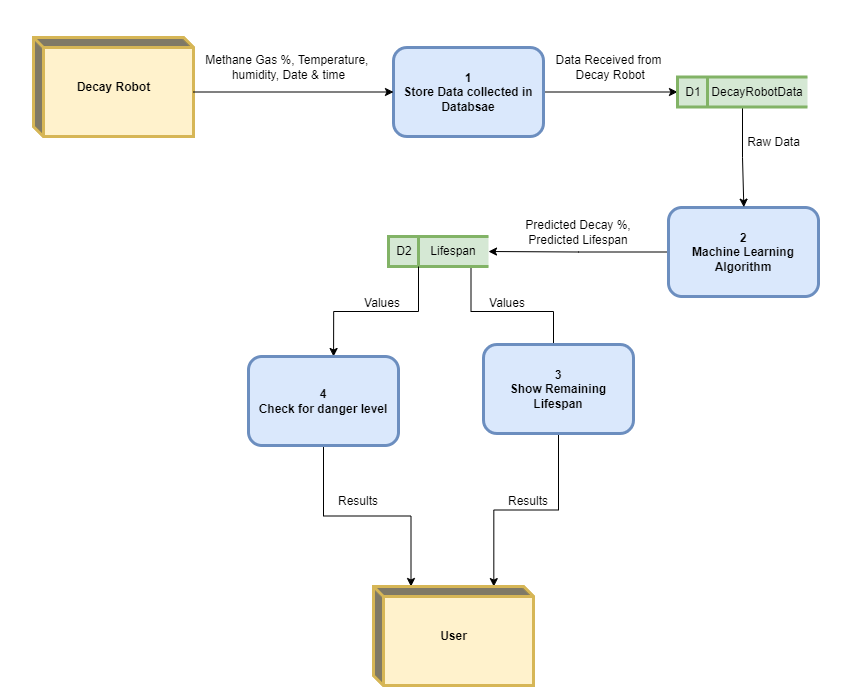 Decay Robot
Methane Gas %, Temperature,
humidity, Date & time
1
Store Data collected in
Databsae
Data Received from
Decay Robot
D1
DecayRobotData
Raw Data
2
Machine Learning
Algorithm
Predicted Decay %,
Predicted Lifespan
D2
Lifespan
Values
Values
4
Check for danger level
3
Show Remaining
Lifespan
Results
Results
User